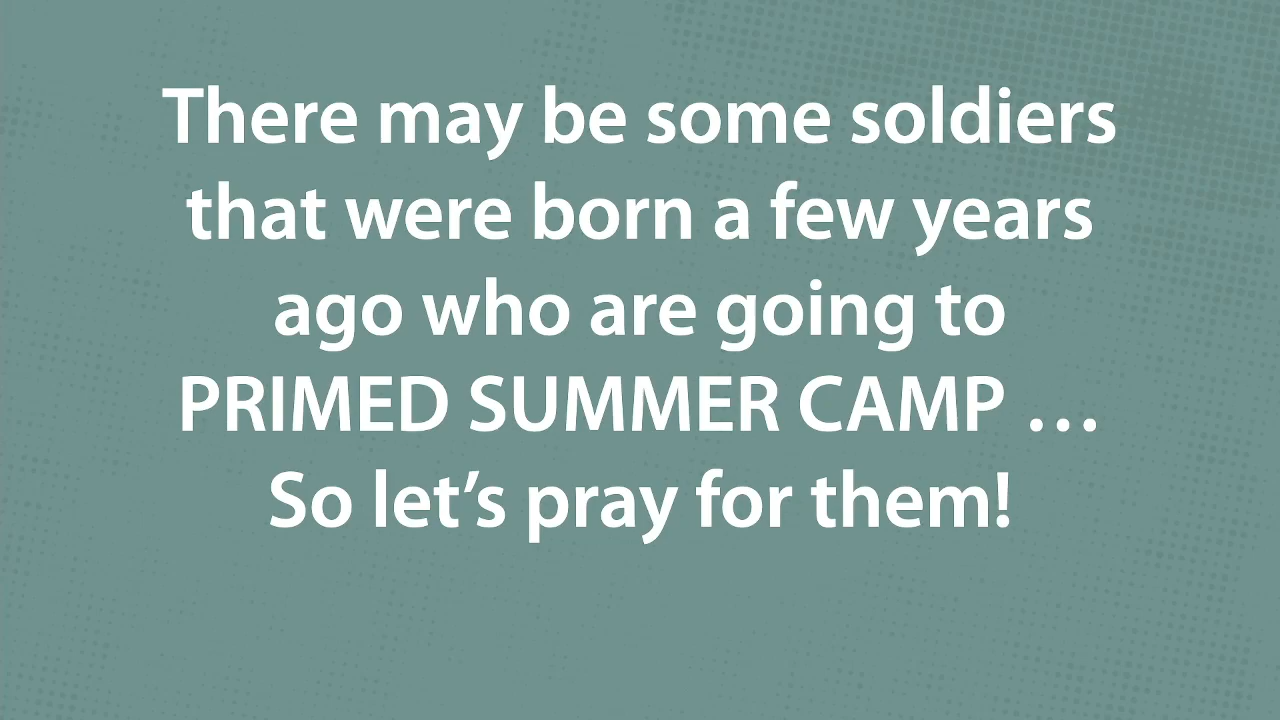 There may be some soldiers
that were born a few years
ago who are going to
PRIMED SUMMER CAMP …
So let’s pray for them!